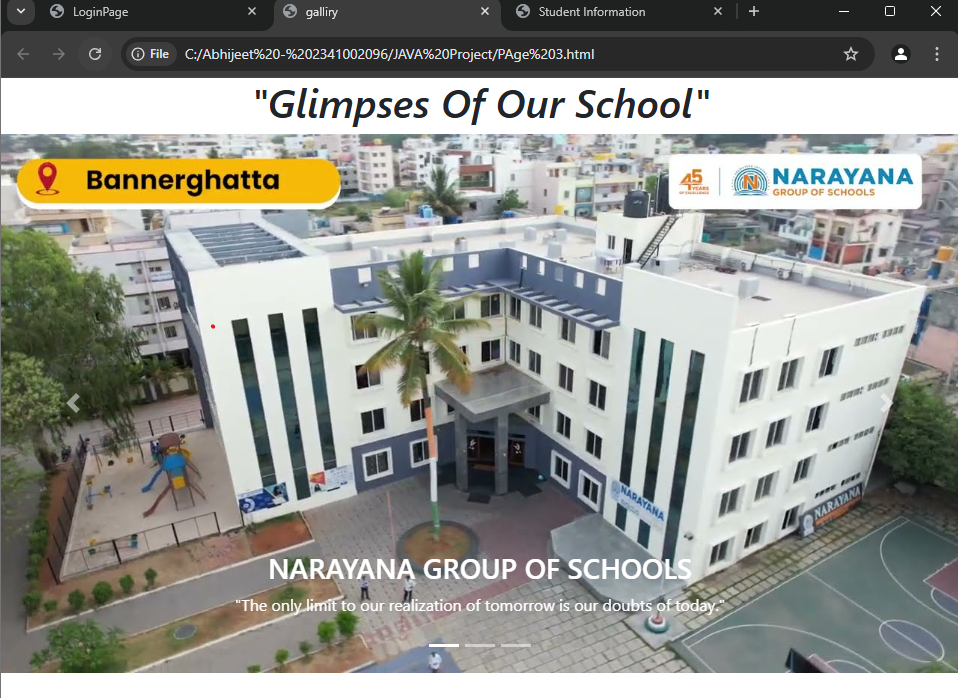 LoginPage
galliry
Student Information
File
C:/Abhijeet%20-%202341002096/JAVA%20Project/PAge%203.html
"Glimpses Of Our School"
Bannerghatta
45
YEARS
OF EXCELLENCE
N
NARAYANA
GROUP OF SCHOOLS
NARAYANA
NARAYANA
NARAYANA GROUP OF SCHOOLS
"The only limit to our realization of tomorrow is our doubts of today."